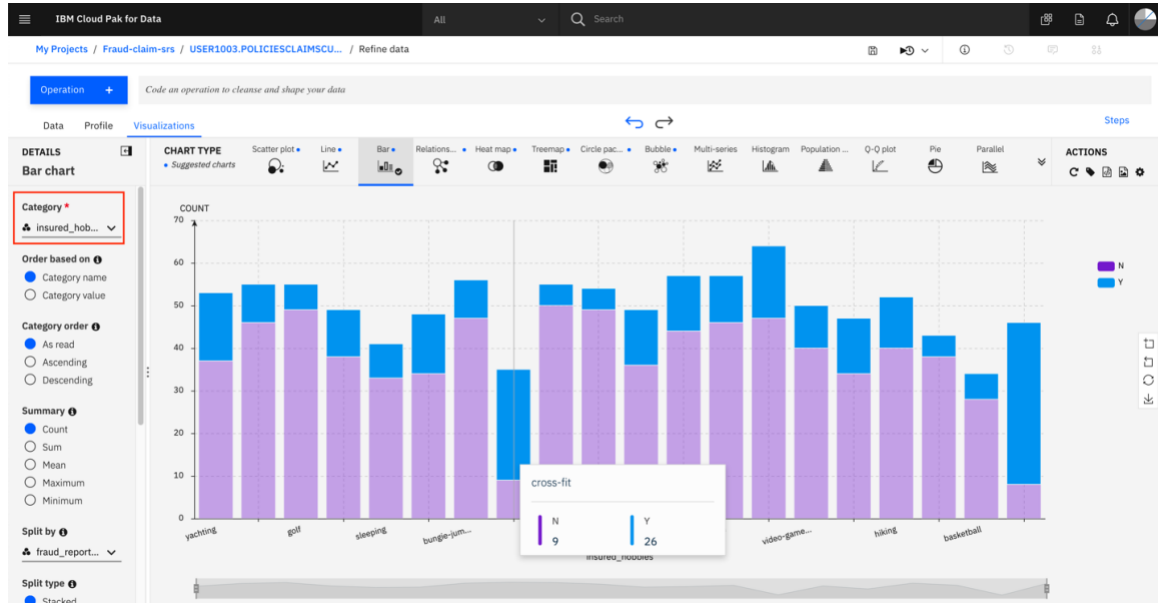 IBM Cloud Pak for Data
All
Search
My Projects / Fraud-claim-srs / USER1003.POLICIESCLAIMSCU... / Refine data
Operation +
Code an operation to cleanse and shape your data
Data Profile Visualizations
Steps
DETAILS
Bar chart
CHART TYPE
• Suggested charts
Scatter plot • Line • Bar • Relations... • Heat map • Treemap • Circle pac... • Bubble • Multi-series Histogram Population ... Q-Q plot Pie Parallel
ACTIONS
Category *
insured_hob...
Order based on
Category name
Category value
Category order
As read
Ascending
Descending
Summary
Count
Sum
Mean
Maximum
Minimum
Split by
fraud_report...
Split type
Stacked
COUNT
70
60
50
40
30
20
10
0
yachting golf sleeping bungie-jum... video-game... hiking basketball
insured_hobbies
cross-fit
N Y
9 26
N
Y